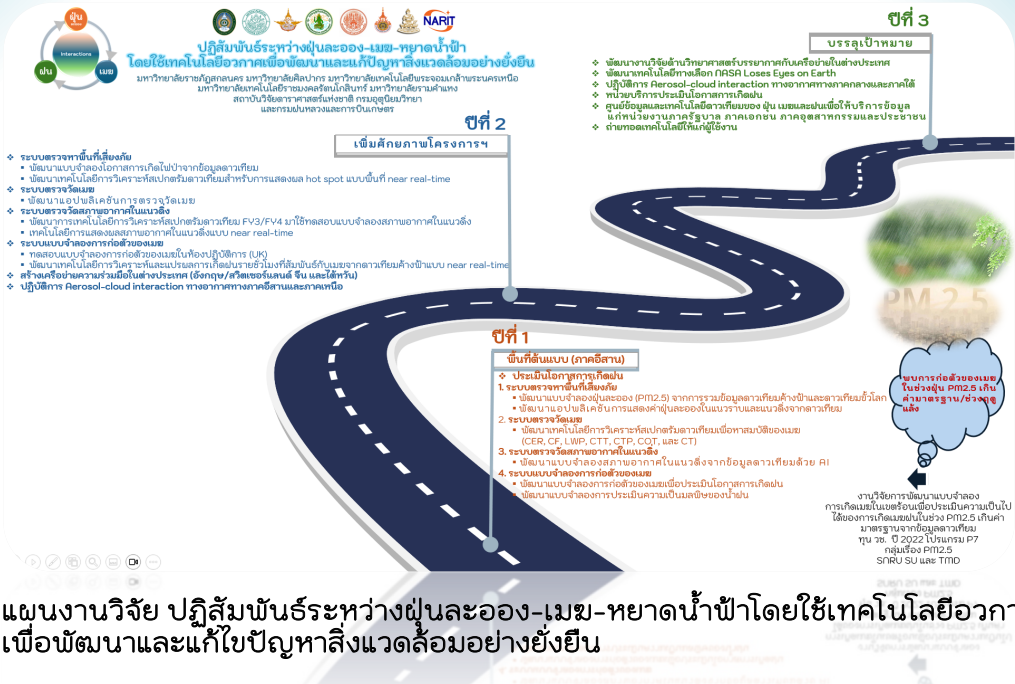 ฝุ่น
Interactions
ฝน
เมฆ
NARIT
ปฏิสัมพันธ์ระหว่างฝุ่นละออง-เมฆ-หยาดน้ำฟ้า
โดยใช้เทคโนโลยีอวกาศเพื่อพัฒนาและแก้ปัญหาสิ่งแวดล้อมอย่างยั่งยืน
มหาวิทยาลัยราชภัฏสกลนคร มหาวิทยาลัยศิลปากร มหาวิทยาลัยเทคโนโลยีพระจอมเกล้าพระนครเหนือ
มหาวิทยาลัยเทคโนโลยีราชมงคลรัตนโกสินทร์ มหาวิทยาลัยรามคำแหง
สถาบันวิจัยดาราศาสตร์แห่งชาติ กรมอุตุนิยมวิทยา
และกรมฝนหลวงและการบินเกษตร
ปีที่ 3
บรรลุเป้าหมาย
❖ พัฒนางานวิจัยด้านวิทยาศาสตร์บรรยากาศกับเครือข่ายในต่างประเทศ
❖ พัฒนาเทคโนโลยีทางเลือก NASA Loses Eyes on Earth
❖ ปฏิบัติการ Aerosol-cloud interaction ทางอากาศทางภาคกลางและภาคใต้
❖ หน่วยบริการประเมินโอกาสการเกิดฝน
❖ ศูนย์ข้อมูลและเทคโนโลยีดาวเทียมของ ฝุ่น เมฆและฝนเพื่อให้บริการข้อมูล
แก่หน่วยงานภาครัฐบาล ภาคเอกชน ภาคอุตสาหกรรมและประชาชน
❖ ถ่ายทอดเทคโนโลยีให้แก่ผู้ใช้งาน
ปีที่ 2
เพิ่มศักยภาพโครงการฯ
❖ ระบบตรวจหาพื้นที่เสี่ยงภัย
▪ พัฒนาแบบจำลองโอกาสการเกิดไฟป่าจากข้อมูลดาวเทียม
▪ พัฒนาเทคโนโลยีการวิเคราะห์สเปกตรัมดาวเทียมสำหรับการแสดงผล hot spot แบบพื้นที่ near real-time
❖ ระบบตรวจวัดเมฆ
▪ พัฒนาแอปพลิเคชันการตรวจวัดเมฆ
❖ ระบบตรวจวัดสภาพอากาศในแนวดิ่ง
▪ พัฒนาการเทคโนโลยีการวิเคราะห์สเปกตรัมดาวเทียม FY3/FY4 มาใช้ทดสอบแบบจำลองสภาพอากาศในแนวดิ่ง
▪ เทคโนโลยีการแสดงผลสภาพอากาศในแนวดิ่งแบบ near real-time
❖ ระบบแบบจำลองการก่อตัวของเมฆ
▪ ทดสอบแบบจำลองการก่อตัวของเมฆในห้องปฏิบัติการ (UK)
▪ พัฒนาเทคโนโลยีการวิเคราะห์และแปรผลการเกิดฝนรายชั่วโมงที่สัมพันธ์กับเมฆจากดาวเทียมค้างฟ้าแบบ near real-time
❖ สร้างเครือข่ายความร่วมมือในต่างประเทศ (อังกฤษ/สวิตเซอร์แลนด์ จีน และไต้หวัน)
❖ ปฏิบัติการ Aerosol-cloud interaction ทางอากาศทางภาคอีสานและภาคเหนือ
ปีที่ 1
พื้นที่ต้นแบบ (ภาคอีสาน)
❖ ประเมินโอกาสการเกิดฝน
1. ระบบตรวจหาพื้นที่เสี่ยงภัย
▪ พัฒนาแบบจำลองฝุ่นละออง (PM2.5) จากการรวมข้อมูลดาวเทียมค้างฟ้าและดาวเทียมขั้วโลก
▪ พัฒนาแอปพลิเคชันการแสดงค่าฝุ่นละอองในแนวราบและแนวดิ่งจากดาวเทียม
2. ระบบตรวจวัดเมฆ
▪ พัฒนาเทคโนโลยีการวิเคราะห์สเปกตรัมดาวเทียมเพื่อหาสมบัติของเมฆ
(CER, CF, LWP, CTT, CTP, COT, และ CT)
3. ระบบตรวจวัดสภาพอากาศในแนวดิ่ง
▪ พัฒนาแบบจำลองสภาพอากาศในแนวดิ่งจากข้อมูลดาวเทียมด้วย AI
4. ระบบแบบจำลองการก่อตัวของเมฆ
▪ พัฒนาแบบจำลองการก่อตัวของเมฆเพื่อประเมินโอกาสการเกิดฝน
▪ พัฒนาแบบจำลองการประเมินความเป็นมลพิษของน้ำฝน
PM 2.5
พบการก่อตัวของเมฆ
ในช่วงฝุ่น PM2.5 เกิน
ค่ามาตรฐาน/ช่วงฤดู
แล้ง
งานวิจัยการพัฒนาแบบจำลอง
การเกิดเมฆในเขตร้อนเพื่อประเมินความเป็นไป
ได้ของการเกิดเมฆฝนในช่วง PM2.5 เกินค่า
มาตรฐานจากข้อมูลดาวเทียม
ทุน วช. ปี 2022 โปรแกรม P7
กลุ่มเรื่อง PM2.5
SNRU SU และ TMD
แผนงานวิจัย ปฏิสัมพันธ์ระหว่างฝุ่นละออง-เมฆ-หยาดน้ำฟ้าโดยใช้เทคโนโลยีอวกา
เพื่อพัฒนาและแก้ไขปัญหาสิ่งแวดล้อมอย่างยั่งยืน